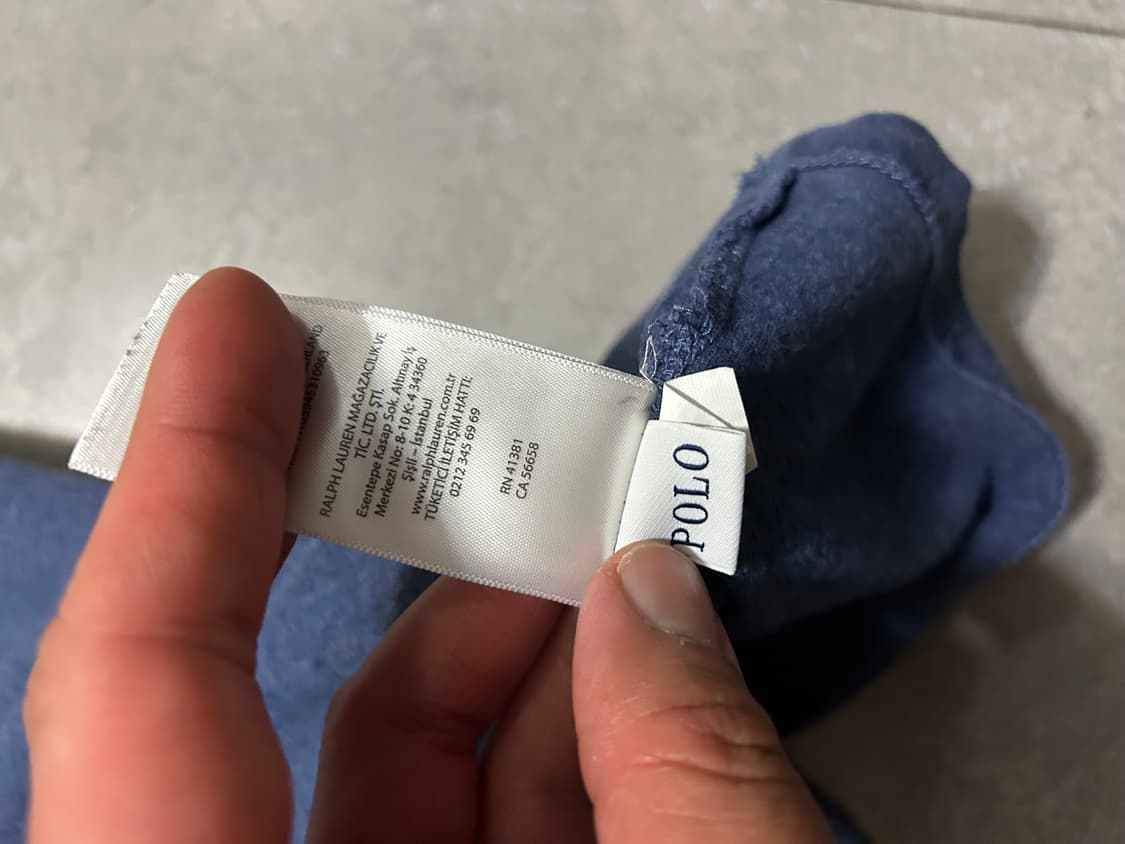 RALPH LAUREN MAĞAZACILIK VE
TİC. LTD. ŞTİ.
Esentepe Kasap Sok. Altınay İş
Merkezi No: 8-10 K:4 34360
Şişli – İstanbul
www.ralphlauren.com.tr
TÜKETİCİ İLETİŞİM HATTI:
0212 345 69 69
RN 41381
CA 56658
POLO